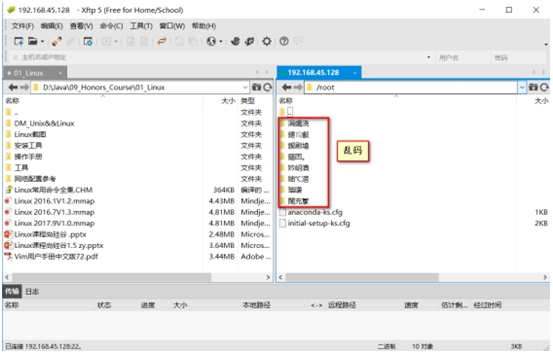 192.168.45.128 - Xftp 5 (Free for Home/School)
文件(F) 编辑(E) 查看(V) 命令(C) 工具(T) 窗口(W) 帮助(H)
主机名或IP地址 用户名 密码
01_Linux
192.168.45.128
D:\Java\09_Honors_Course\01_Linux
/root
名称 大小 类型
名称 大小
..
..
DM_Unix&&Linux 文件夹
Linux截图 文件夹
安装工具 文件夹
操作手册 文件夹
工具 文件夹
网络配置参考 文件夹
Linux常用命令全集.CHM 364KB 编译的 ...
Linux 2016.1V1.2.mmap 4.43MB Mindje...
Linux 2016.7V1.3.mmap 4.81MB Mindje...
Linux 2017.9V1.0.mmap 4.81MB Mindje...
Linux课程向硅谷 .pptx 2.48MB Micros...
Linux课程向硅谷1.5 zy.pptx 3.64MB Micros...
Vim用户手册中文版72.pdf 3.44MB Adobe ...
乱码
anaconda-ks.cfg 1KB
initial-setup-ks.cfg 2KB
传输 日志
名称 状态 进度 大小 本地路径 <-> 远程路径 速度 估计剩... 经过时间
已连接 192.168.45.128:22。 二进制 10 对象 3KB